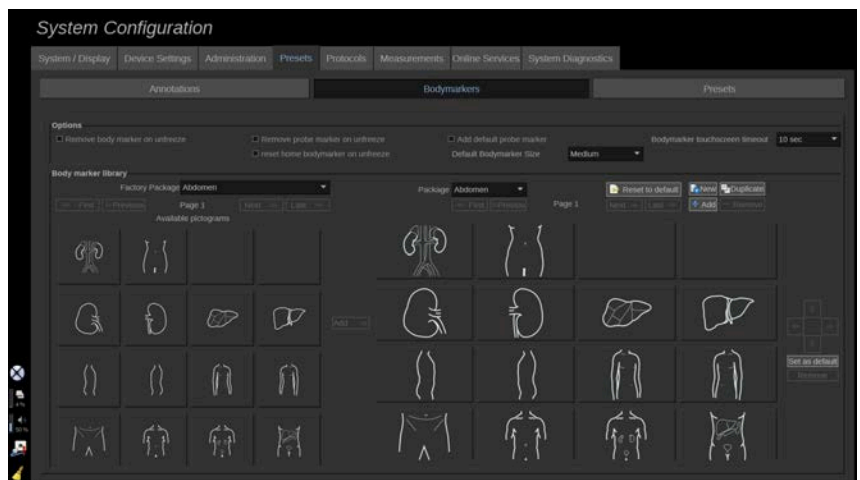 System Configuration
System / Display Device Settings Administration Presets Protocols Measurements Online Services System Diagnostics
Annotations Bodymarkers Presets
Options
Remove body marker on unfreeze Remove probe marker on unfreeze Add default probe marker Bodymarker touchscreen timeout 10 sec
reset home bodymarker on unfreeze Default Bodymarker Size Medium
Body marker library
Factory Package Abdomen Package Abdomen Reset to default New Duplicate
First Previous Page 1 Next Last First Previous Page 1 Next Last Add Remove
Available pictograms
Add
Set as default
Remove